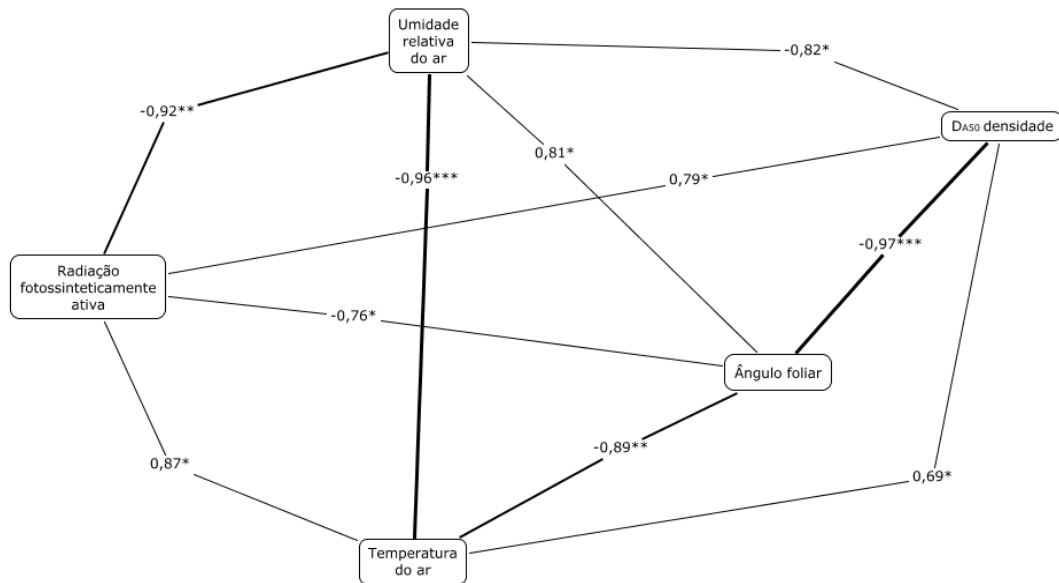 Umidade
relativa
do ar
-0,82*
-0,92**
DA50 densidade
0,81*
-0,96***
0,79*
-0,97***
Radiação
fotossinteticamente
ativa
-0,76*
Ângulo foliar
-0,89**
0,87*
0,69*
Temperatura
do ar